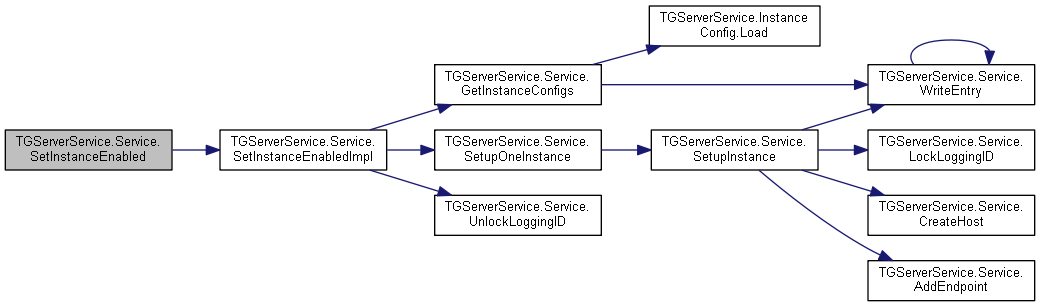 TGServerService.Service.
SetInstanceEnabled
TGServerService.Service.
SetInstanceEnabledImpl
TGServerService.Service.
GetInstanceConfigs
TGServerService.Instance
Config.Load
TGServerService.Service.
WriteEntry
TGServerService.Service.
SetupOneInstance
TGServerService.Service.
SetupInstance
TGServerService.Service.
LockLoggingID
TGServerService.Service.
UnlockLoggingID
TGServerService.Service.
CreateHost
TGServerService.Service.
AddEndpoint